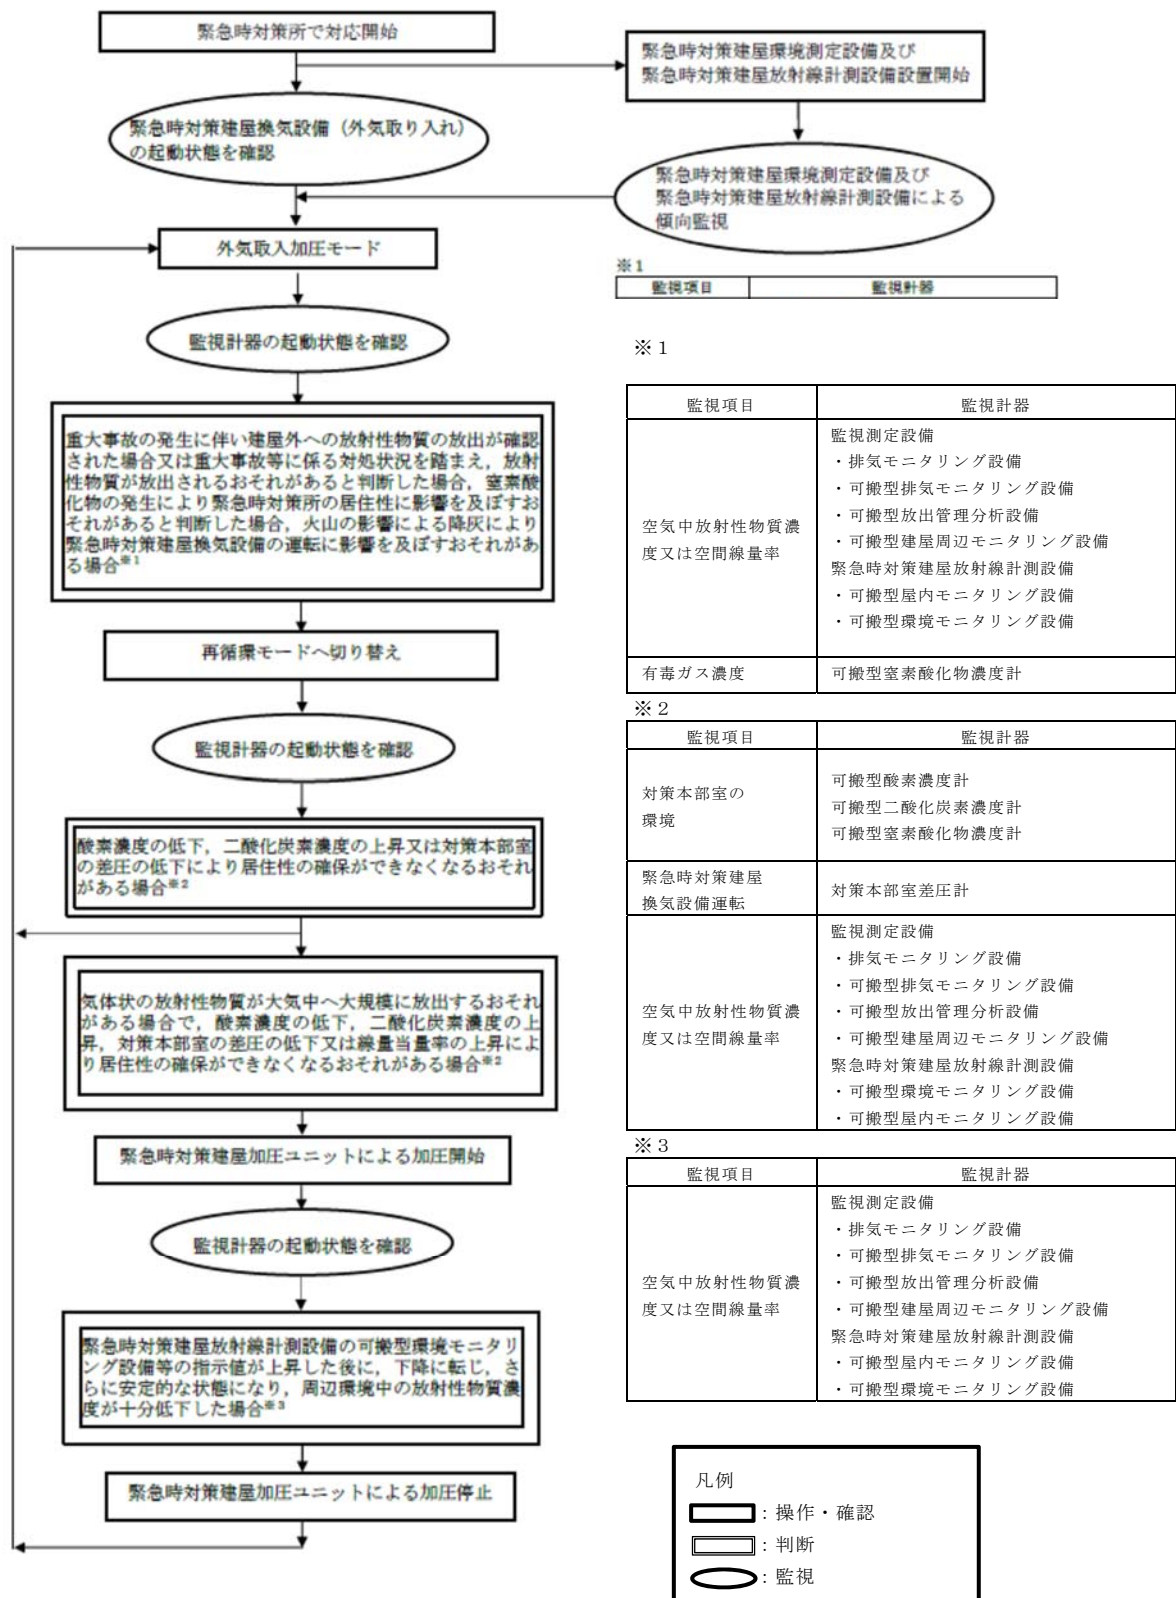 緊急時対策所で対応開始
緊急時対策建屋環境測定設備及び
緊急時対策建屋放射線計測設備設置開始
緊急時対策建屋換気設備（外気取り入れ）
の起動状態を確認
緊急時対策建屋環境測定設備及び
緊急時対策建屋放射線計測設備による
傾向監視
外気取入加圧モード
※1
監視項目
監視計器
監視計器の起動状態を確認
重大事故の発生に伴い建屋外への放射性物質の放出が確認
された場合又は重大事故等に係る対処状況を踏まえ，放射
性物質が放出されるおそれがあると判断した場合，窒素酸
化物の発生により緊急時対策所の居住性に影響を及ぼすお
それがあると判断した場合，火山の影響による降灰により
緊急時対策建屋換気設備の運転に影響を及ぼすおそれがあ
る場合※1
再循環モードへ切り替え
監視計器の起動状態を確認
酸素濃度の低下，二酸化炭素濃度の上昇又は対策本部室
の差圧の低下により居住性の確保ができなくなるおそれ
がある場合※2
気体状の放射性物質が大気中へ大規模に放出するおそれ
がある場合で，酸素濃度の低下，二酸化炭素濃度の上
昇，対策本部室の差圧の低下又は線量当量率の上昇によ
り居住性の確保ができなくなるおそれがある場合※2
緊急時対策建屋加圧ユニットによる加圧開始
監視計器の起動状態を確認
緊急時対策建屋放射線計測設備の可搬型環境モニタリ
ング設備等の指示値が上昇した後に，下降に転じ，さ
らに安定的な状態になり，周辺環境中の放射性物質濃
度が十分低下した場合※3
緊急時対策建屋加圧ユニットによる加圧停止
※１
監視項目
監視計器
空気中放射性物質濃
度又は空間線量率
監視測定設備
・排気モニタリング設備
・可搬型排気モニタリング設備
・可搬型放出管理分析設備
・可搬型建屋周辺モニタリング設備
緊急時対策建屋放射線計測設備
・可搬型屋内モニタリング設備
・可搬型環境モニタリング設備
有毒ガス濃度
可搬型窒素酸化物濃度計
※２
監視項目
監視計器
対策本部室の
環境
可搬型酸素濃度計
可搬型二酸化炭素濃度計
可搬型窒素酸化物濃度計
緊急時対策建屋
換気設備運転
対策本部室差圧計
空気中放射性物質濃
度又は空間線量率
監視測定設備
・排気モニタリング設備
・可搬型排気モニタリング設備
・可搬型放出管理分析設備
・可搬型建屋周辺モニタリング設備
緊急時対策建屋放射線計測設備
・可搬型環境モニタリング設備
・可搬型屋内モニタリング設備
※３
監視項目
監視計器
空気中放射性物質濃
度又は空間線量率
監視測定設備
・排気モニタリング設備
・可搬型排気モニタリング設備
・可搬型放出管理分析設備
・可搬型建屋周辺モニタリング設備
緊急時対策建屋放射線計測設備
・可搬型屋内モニタリング設備
・可搬型環境モニタリング設備
凡例
：操作・確認
：判断
：監視